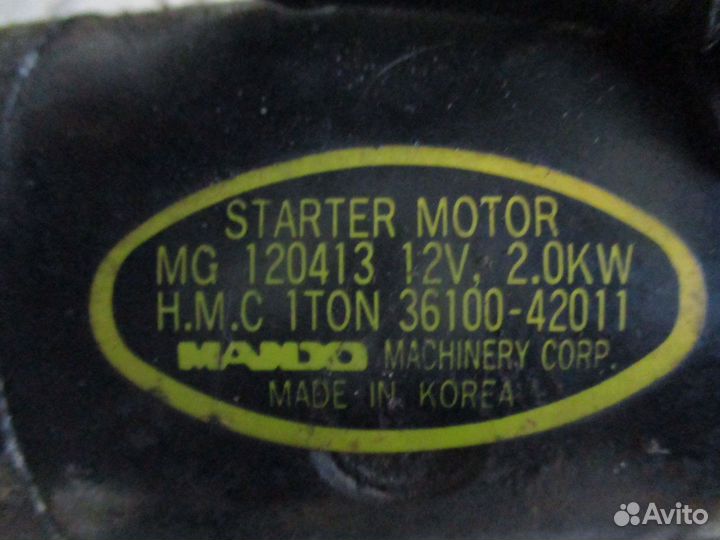 STARTER MOTOR
MG 120413 12V, 2.0KW
H.M.C 1TON 36100-42011
MANDO MACHINERY CORP.
MADE IN KOREA
Avito